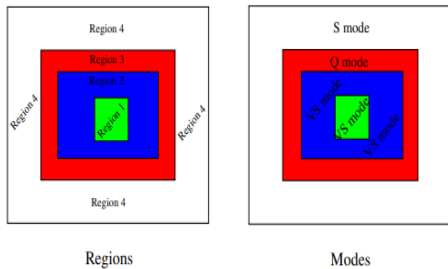 Region 4
Region 3
Region 2
Region 1
Region 4
Region 4
Region 4
Regions
S mode
Q mode
VS mode
VS mode
VS mode
Modes